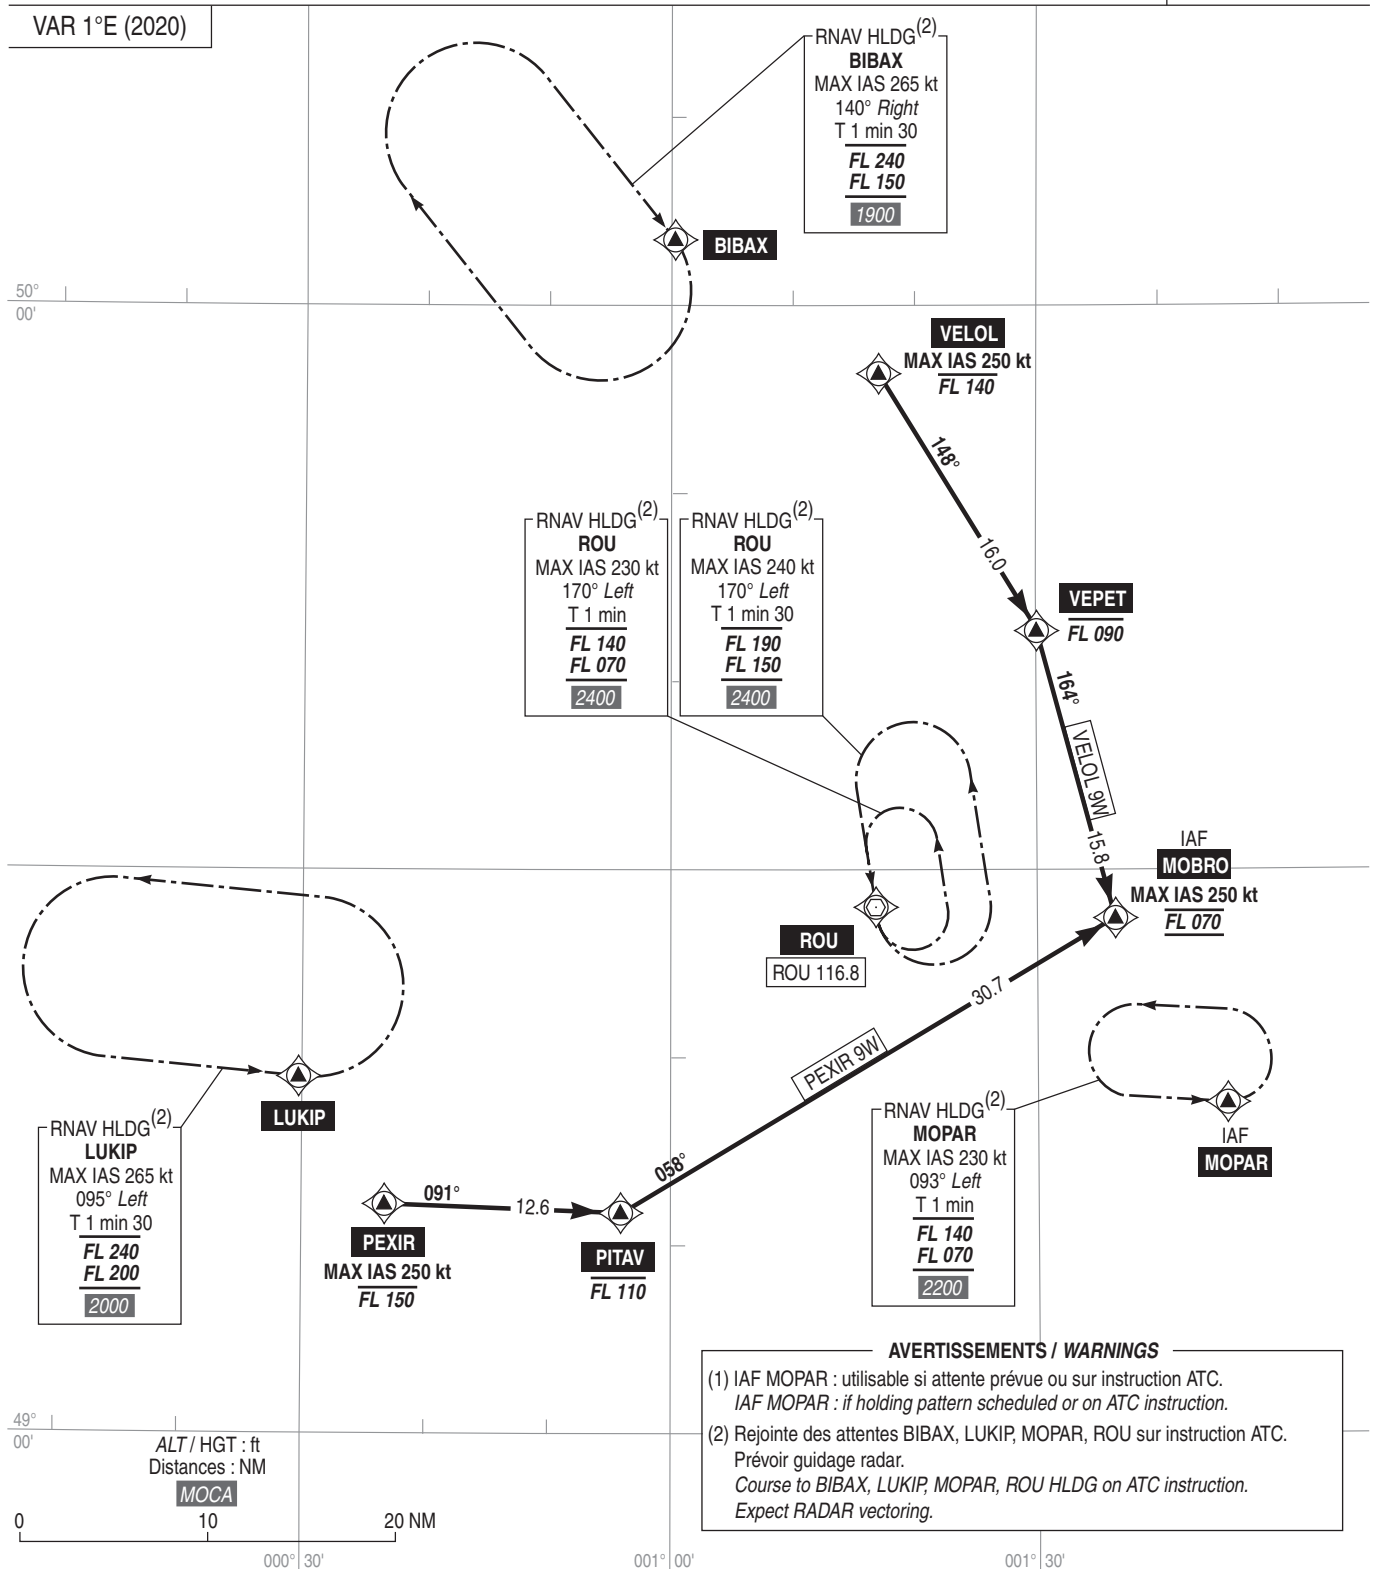 VAR 1°E (2020)
RNAV HLDG(2)
BIBAX
MAX IAS 265 kt
140° Right
T 1 min 30
FL 240
FL 150
1900
BIBAX
50°
00'
VELOL
MAX IAS 250 kt
FL 140
148°
16.0
RNAV HLDG(2)
ROU
MAX IAS 230 kt
170° Left
T 1 min
FL 140
FL 070
2400
RNAV HLDG(2)
ROU
MAX IAS 240 kt
170° Left
T 1 min 30
FL 190
FL 150
2400
VEPET
FL 090
164°
VELOL 9W
15.8
IAF
MOBRO
MAX IAS 250 kt
FL 070
ROU
ROU 116.8
30.7
PEXIR 9W
LUKIP
RNAV HLDG(2)
LUKIP
MAX IAS 265 kt
095° Left
T 1 min 30
FL 240
FL 200
2000
RNAV HLDG(2)
MOPAR
MAX IAS 230 kt
093° Left
T 1 min
FL 140
FL 070
2200
IAF
MOPAR
058°
091°
12.6
PEXIR
MAX IAS 250 kt
FL 150
PITAV
FL 110
AVERTISSEMENTS / WARNINGS
(1) IAF MOPAR : utilisable si attente prévue ou sur instruction ATC.
IAF MOPAR : if holding pattern scheduled or on ATC instruction.
(2) Rejointe des attentes BIBAX, LUKIP, MOPAR, ROU sur instruction ATC.
Prévoir guidage radar.
Course to BIBAX, LUKIP, MOPAR, ROU HLDG on ATC instruction.
Expect RADAR vectoring.
49°
00'
ALT / HGT : ft
Distances : NM
MOCA
0 10 20 NM
000° 30' 001° 00' 001° 30'